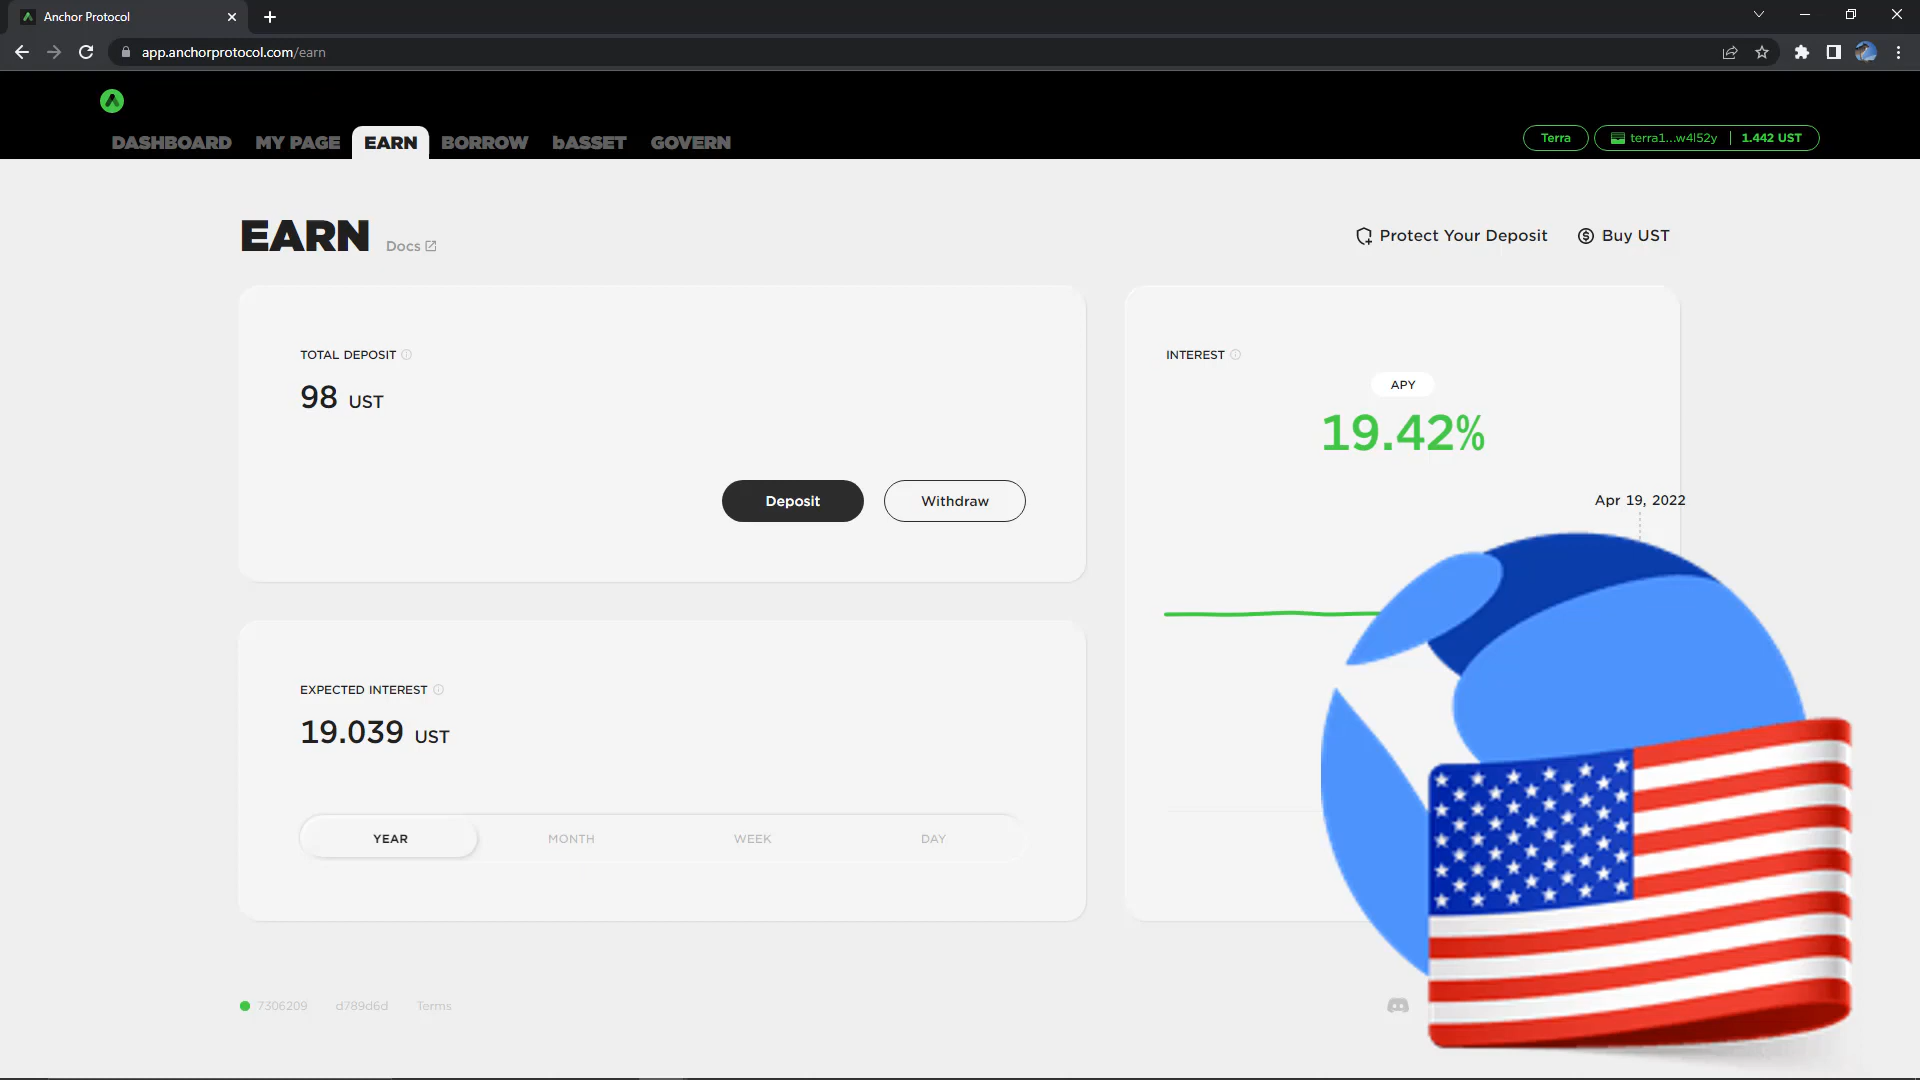 Anchor Protocol
app.anchorprotocol.com/earn
DASHBOARD MY PAGE EARN BORROW bASSET GOVERN
Terra terra1...w4l52y 1.442 UST
EARN Docs
Protect Your Deposit Buy UST
TOTAL DEPOSIT
98 UST
Deposit Withdraw
INTEREST
APY
19.42%
Apr 19, 2022
EXPECTED INTEREST
19.039 UST
YEAR MONTH WEEK DAY
7306209 d789d6d Terms